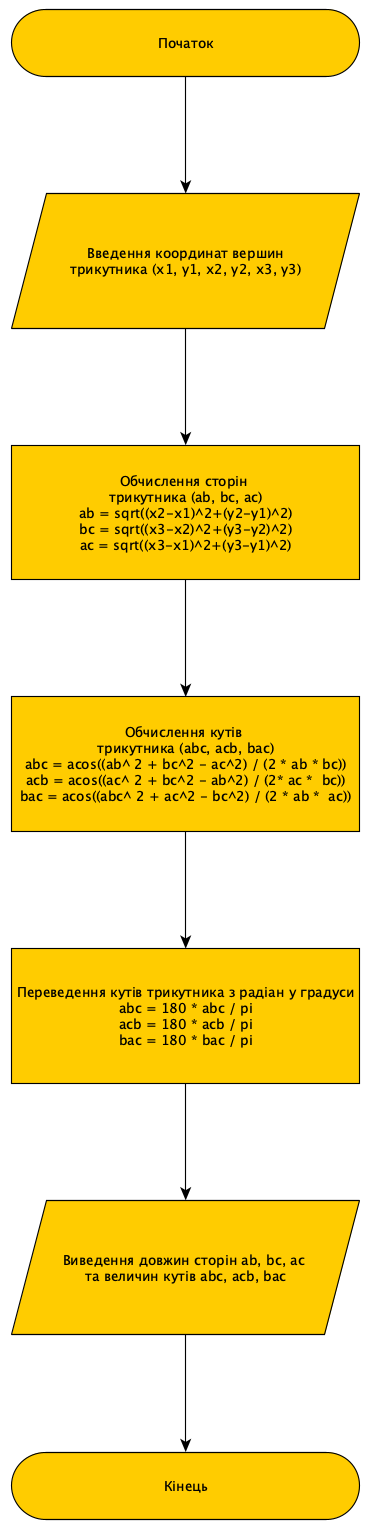 Початок
Введення координат вершин
трикутника (x1, y1, x2, y2, x3, y3)
Обчислення сторін
трикутника (ab, bc, ac)
ab = sqrt((x2-x1)^2+(y2-y1)^2)
bc = sqrt((x3-x2)^2+(y3-y2)^2)
ac = sqrt((x3-x1)^2+(y3-y1)^2)
Обчислення кутів
трикутника (abc, acb, bac)
abc = acos((ab^ 2 + bc^2 - ac^2) / (2 * ab * bc))
acb = acos((ac^ 2 + bc^2 - ab^2) / (2* ac *  bc))
bac = acos((abc^ 2 + ac^2 - bc^2) / (2 * ab *  ac))
Переведення кутів трикутника з радіан у градуси
abc = 180 * abc / pi
acb = 180 * acb / pi
bac = 180 * bac / pi
Виведення довжин сторін ab, bc, ac
та величин кутів abc, acb, bac
Кінець